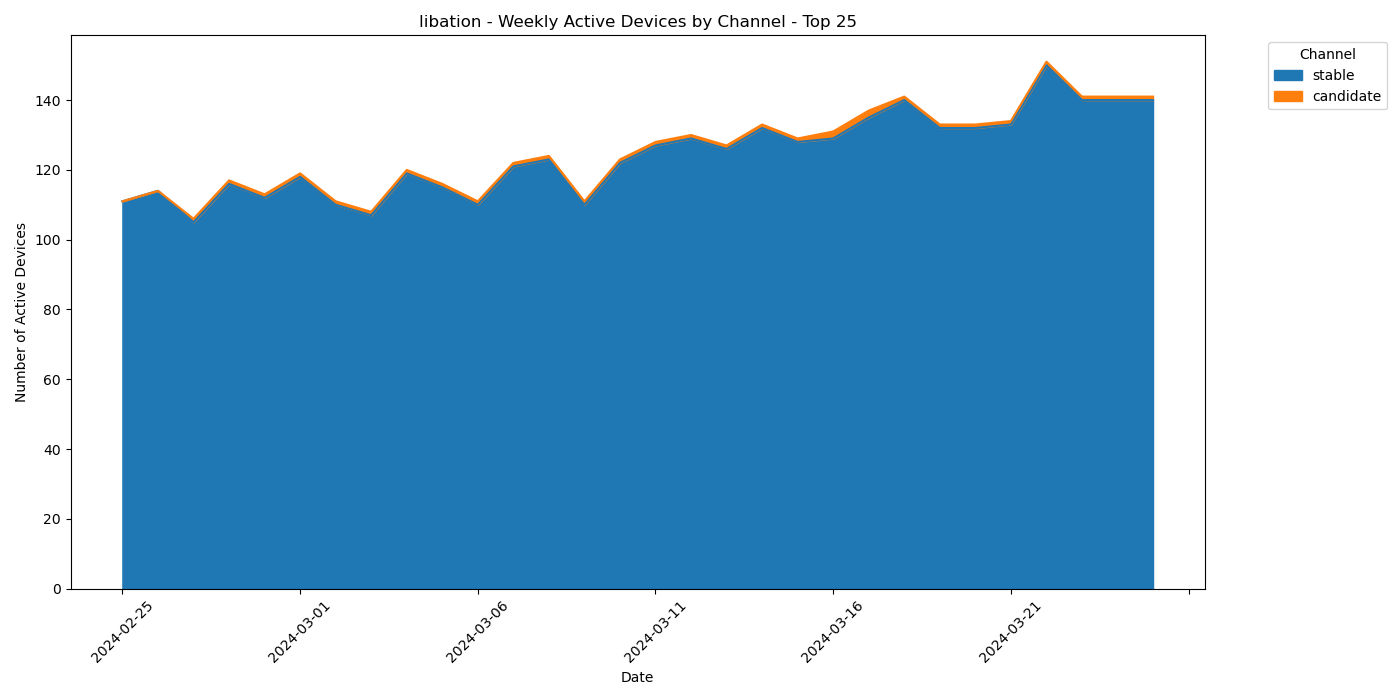 libation - Weekly Active Devices by Channel - Top 25
Channel
stable
candidate
Number of Active Devices
140
120
100
80
60
40
20
0
2024-02-25
2024-03-01
2024-03-06
2024-03-11
2024-03-16
2024-03-21
Date